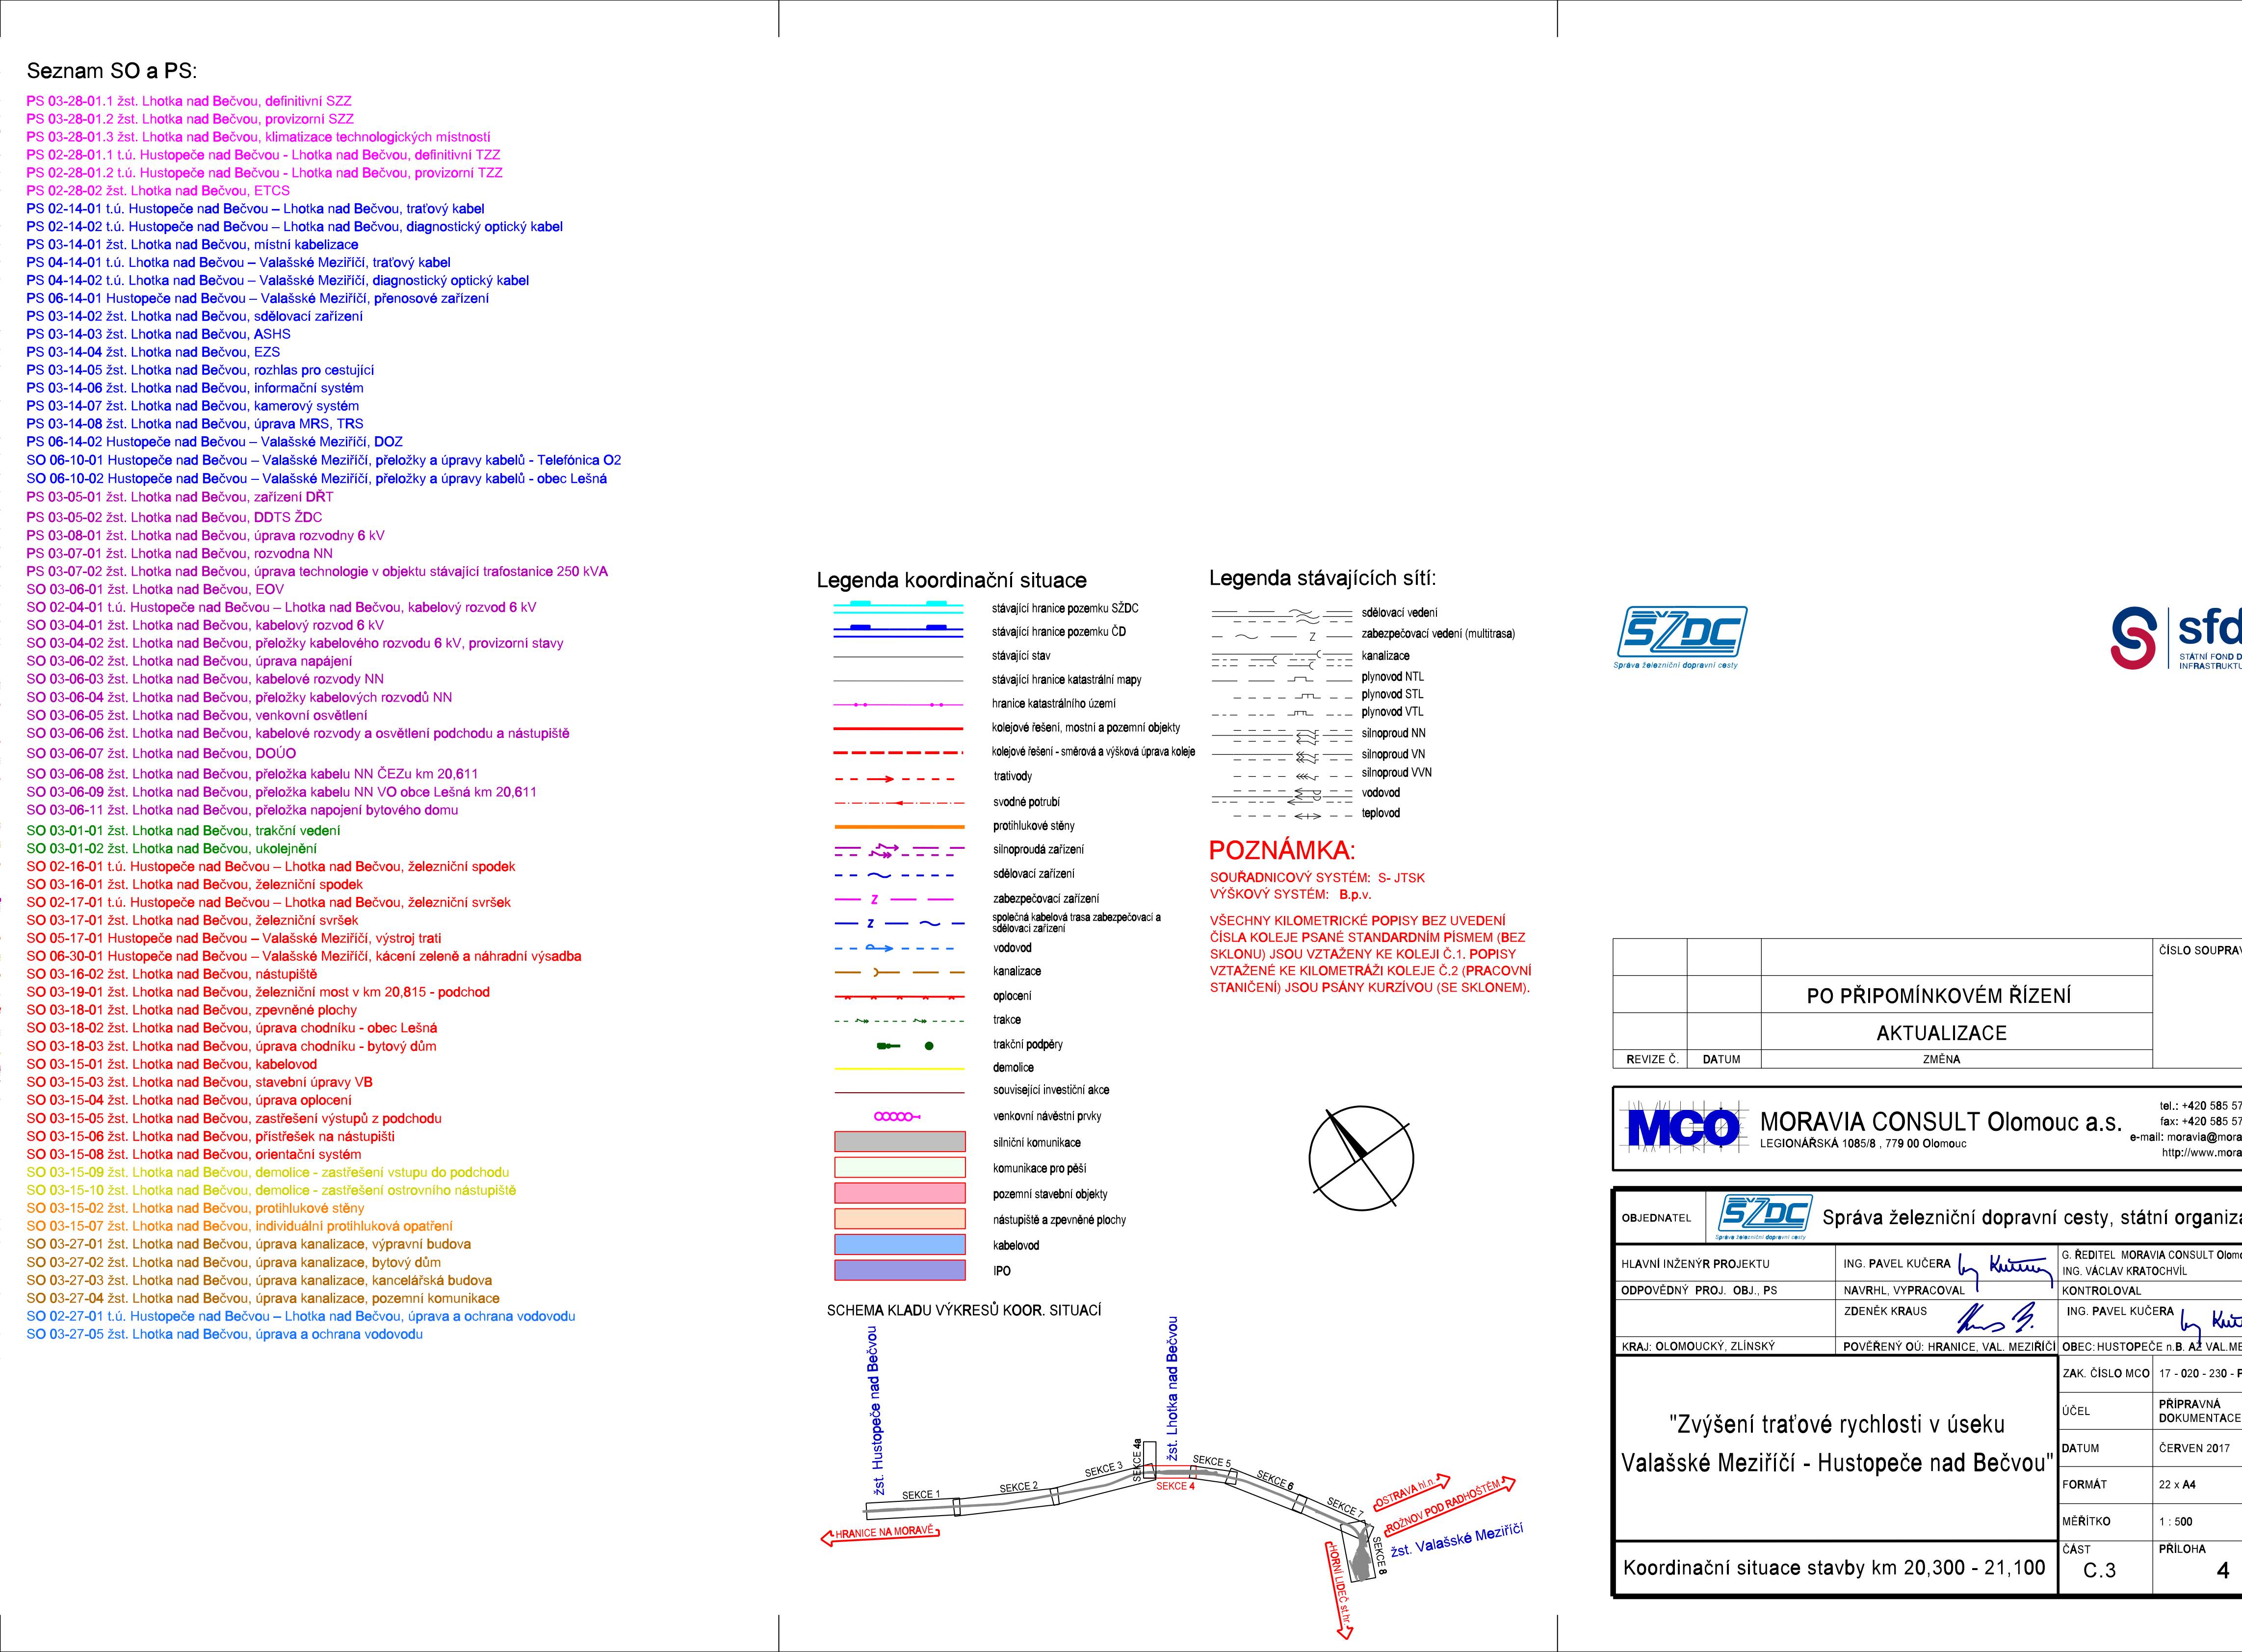 Seznam SO a PS:
PS 03-28-01.1 žst. Lhotka nad Bečvou, definitivní SZZ
PS 03-28-01.2 žst. Lhotka nad Bečvou, provizorní SZZ
PS 03-28-01.3 žst. Lhotka nad Bečvou, klimatizace technologických místností
PS 02-28-01.1 t.ú. Hustopeče nad Bečvou - Lhotka nad Bečvou, definitivní TZZ
PS 02-28-01.2 t.ú. Hustopeče nad Bečvou - Lhotka nad Bečvou, provizorní TZZ
PS 02-28-02 žst. Lhotka nad Bečvou, ETCS
PS 02-14-01 t.ú. Hustopeče nad Bečvou – Lhotka nad Bečvou, traťový kabel
PS 02-14-02 t.ú. Hustopeče nad Bečvou – Lhotka nad Bečvou, diagnostický optický kabel
PS 03-14-01 žst. Lhotka nad Bečvou, místní kabelizace
PS 04-14-01 t.ú. Lhotka nad Bečvou – Valašské Meziříčí, traťový kabel
PS 04-14-02 t.ú. Lhotka nad Bečvou – Valašské Meziříčí, diagnostický optický kabel
PS 06-14-01 Hustopeče nad Bečvou – Valašské Meziříčí, přenosové zařízení
PS 03-14-02 žst. Lhotka nad Bečvou, sdělovací zařízení
PS 03-14-03 žst. Lhotka nad Bečvou, ASHS
PS 03-14-04 žst. Lhotka nad Bečvou, EZS
PS 03-14-05 žst. Lhotka nad Bečvou, rozhlas pro cestující
PS 03-14-06 žst. Lhotka nad Bečvou, informační systém
PS 03-14-07 žst. Lhotka nad Bečvou, kamerový systém
PS 03-14-08 žst. Lhotka nad Bečvou, úprava MRS, TRS
PS 06-14-02 Hustopeče nad Bečvou – Valašské Meziříčí, DOZ
SO 06-10-01 Hustopeče nad Bečvou – Valašské Meziříčí, přeložky a úpravy kabelů - Telefónica O2
SO 06-10-02 Hustopeče nad Bečvou – Valašské Meziříčí, přeložky a úpravy kabelů - obec Lešná
PS 03-05-01 žst. Lhotka nad Bečvou, zařízení DŘT
PS 03-05-02 žst. Lhotka nad Bečvou, DDTS ŽDC
PS 03-08-01 žst. Lhotka nad Bečvou, úprava rozvodny 6 kV
PS 03-07-01 žst. Lhotka nad Bečvou, rozvodna NN
PS 03-07-02 žst. Lhotka nad Bečvou, úprava technologie v objektu stávající trafostanice 250 kVA
SO 03-06-01 žst. Lhotka nad Bečvou, EOV
SO 02-04-01 t.ú. Hustopeče nad Bečvou – Lhotka nad Bečvou, kabelový rozvod 6 kV
SO 03-04-01 žst. Lhotka nad Bečvou, kabelový rozvod 6 kV
SO 03-04-02 žst. Lhotka nad Bečvou, přeložky kabelového rozvodu 6 kV, provizorní stavy
SO 03-06-02 žst. Lhotka nad Bečvou, úprava napájení
SO 03-06-03 žst. Lhotka nad Bečvou, kabelové rozvody NN
SO 03-06-04 žst. Lhotka nad Bečvou, přeložky kabelových rozvodů NN
SO 03-06-05 žst. Lhotka nad Bečvou, venkovní osvětlení
SO 03-06-06 žst. Lhotka nad Bečvou, kabelové rozvody a osvětlení podchodu a nástupiště
SO 03-06-07 žst. Lhotka nad Bečvou, DOÚO
SO 03-06-08 žst. Lhotka nad Bečvou, přeložka kabelu NN ČEZu km 20,611
SO 03-06-09 žst. Lhotka nad Bečvou, přeložka kabelu NN VO obce Lešná km 20,611
SO 03-06-11 žst. Lhotka nad Bečvou, přeložka napojení bytového domu
SO 03-01-01 žst. Lhotka nad Bečvou, trakční vedení
SO 03-01-02 žst. Lhotka nad Bečvou, ukolejnění
SO 02-16-01 t.ú. Hustopeče nad Bečvou – Lhotka nad Bečvou, železniční spodek
SO 03-16-01 žst. Lhotka nad Bečvou, železniční spodek
SO 02-17-01 t.ú. Hustopeče nad Bečvou – Lhotka nad Bečvou, železniční svršek
SO 03-17-01 žst. Lhotka nad Bečvou, železniční svršek
SO 05-17-01 Hustopeče nad Bečvou – Valašské Meziříčí, výstroj trati
SO 06-30-01 Hustopeče nad Bečvou – Valašské Meziříčí, kácení zeleně a náhradní výsadba
SO 03-16-02 žst. Lhotka nad Bečvou, nástupiště
SO 03-19-01 žst. Lhotka nad Bečvou, železniční most v km 20,815 - podchod
SO 03-18-01 žst. Lhotka nad Bečvou, zpevněné plochy
SO 03-18-02 žst. Lhotka nad Bečvou, úprava chodníku - obec Lešná
SO 03-18-03 žst. Lhotka nad Bečvou, úprava chodníku - bytový dům
SO 03-15-01 žst. Lhotka nad Bečvou, kabelovod
SO 03-15-03 žst. Lhotka nad Bečvou, stavební úpravy VB
SO 03-15-04 žst. Lhotka nad Bečvou, úprava oplocení
SO 03-15-05 žst. Lhotka nad Bečvou, zastřešení výstupů z podchodu
SO 03-15-06 žst. Lhotka nad Bečvou, přístřešek na nástupišti
SO 03-15-08 žst. Lhotka nad Bečvou, orientační systém
SO 03-15-09 žst. Lhotka nad Bečvou, demolice - zastřešení vstupu do podchodu
SO 03-15-10 žst. Lhotka nad Bečvou, demolice - zastřešení ostrovního nástupiště
SO 03-15-02 žst. Lhotka nad Bečvou, protihlukové stěny
SO 03-15-07 žst. Lhotka nad Bečvou, individuální protihluková opatření
SO 03-27-01 žst. Lhotka nad Bečvou, úprava kanalizace, výpravní budova
SO 03-27-02 žst. Lhotka nad Bečvou, úprava kanalizace, bytový dům
SO 03-27-03 žst. Lhotka nad Bečvou, úprava kanalizace, kancelářská budova
SO 03-27-04 žst. Lhotka nad Bečvou, úprava kanalizace, pozemní komunikace
SO 02-27-01 t.ú. Hustopeče nad Bečvou – Lhotka nad Bečvou, úprava a ochrana vodovodu
SO 03-27-05 žst. Lhotka nad Bečvou, úprava a ochrana vodovodu
Legenda koordinační situace
stávající hranice pozemku SŽDC
stávající hranice pozemku ČD
stávající stav
stávající hranice katastrální mapy
hranice katastrálního území
kolejové řešení, mostní a pozemní objekty
kolejové řešení - směrová a výšková úprava koleje
trativody
svodné potrubí
protihlukové stěny
silnoproudá zařízení
sdělovací zařízení
Z zabezpečovací zařízení
Z společná kabelová trasa zabezpečovací a
sdělovací zařízení
vodovod
kanalizace
oplocení
trakce
trakční podpěry
demolice
související investiční akce
venkovní návěstní prvky
silniční komunikace
komunikace pro pěší
pozemní stavební objekty
nástupiště a zpevněné plochy
kabelovod
IPO
Legenda stávajících sítí:
sdělovací vedení
Z zabezpečovací vedení (multitrasa)
kanalizace
plynovod NTL
plynovod STL
plynovod VTL
silnoproud NN
silnoproud VN
silnoproud VVN
vodovod
teplovod
POZNÁMKA:
SOUŘADNICOVÝ SYSTÉM: S- JTSK
VÝŠKOVÝ SYSTÉM: B.p.v.
VŠECHNY KILOMETRICKÉ POPISY BEZ UVEDENÍ
ČÍSLA KOLEJE PSANÉ STANDARDNÍM PÍSMEM (BEZ
SKLONU) JSOU VZTAŽENY KE KOLEJI Č.1. POPISY
VZTAŽENÉ KE KILOMETRÁŽI KOLEJE Č.2 (PRACOVNÍ
STANIČENÍ) JSOU PSÁNY KURZÍVOU (SE SKLONEM).
SCHEMA KLADU VÝKRESŮ KOOR. SITUACÍ
žst. Hustopeče nad Bečvou
žst. Lhotka nad Bečvou
SEKCE 1
SEKCE 2
SEKCE 3
SEKCE 4a
SEKCE 4
SEKCE 5
SEKCE 6
SEKCE 7
SEKCE 8
HRANICE NA MORAVĚ
OSTRAVA hl.n.
ROŽNOV POD RADHOŠTĚM
HORNÍ LIDEČ st.hr.
žst. Valašské Meziříčí
SŽDC
Správa železniční dopravní cesty
sfd
STÁTNÍ FOND D
INFRASTRUKTU
ČÍSLO SOUPRAV
PO PŘIPOMÍNKOVÉM ŘÍZENÍ
AKTUALIZACE
REVIZE Č. DATUM ZMĚNA
MCO
MORAVIA CONSULT Olomouc a.s.
LEGIONÁŘSKÁ 1085/8 , 779 00 Olomouc
tel.: +420 585 57
fax: +420 585 57
e-mail: moravia@mora
http://www.mora
OBJEDNATEL
SŽDC
Správa železniční dopravní cesty
Správa železniční dopravní cesty, státní organiza
HLAVNÍ INŽENÝR PROJEKTU
ING. PAVEL KUČERA
G. ŘEDITEL MORAVIA CONSULT Olomo
ING. VÁCLAV KRATOCHVÍL
ODPOVĚDNÝ PROJ. OBJ., PS
NAVRHL, VYPRACOVAL
KONTROLOVAL
ZDENĚK KRAUS
ING. PAVEL KUČERA
KRAJ: OLOMOUCKÝ, ZLÍNSKÝ
POVĚŘENÝ OÚ: HRANICE, VAL. MEZIŘÍČÍ
OBEC: HUSTOPEČE n.B. AŽ VAL.ME
"Zvýšení traťové rychlosti v úseku
Valašské Meziříčí - Hustopeče nad Bečvou"
ZAK. ČÍSLO MCO 17 - 020 - 230 - P
ÚČEL PŘÍPRAVNÁ
DOKUMENTACE
DATUM ČERVEN 2017
FORMÁT 22 x A4
MĚŘÍTKO 1 : 500
Koordinační situace stavby km 20,300 - 21,100
ČÁST C.3
PŘÍLOHA 4